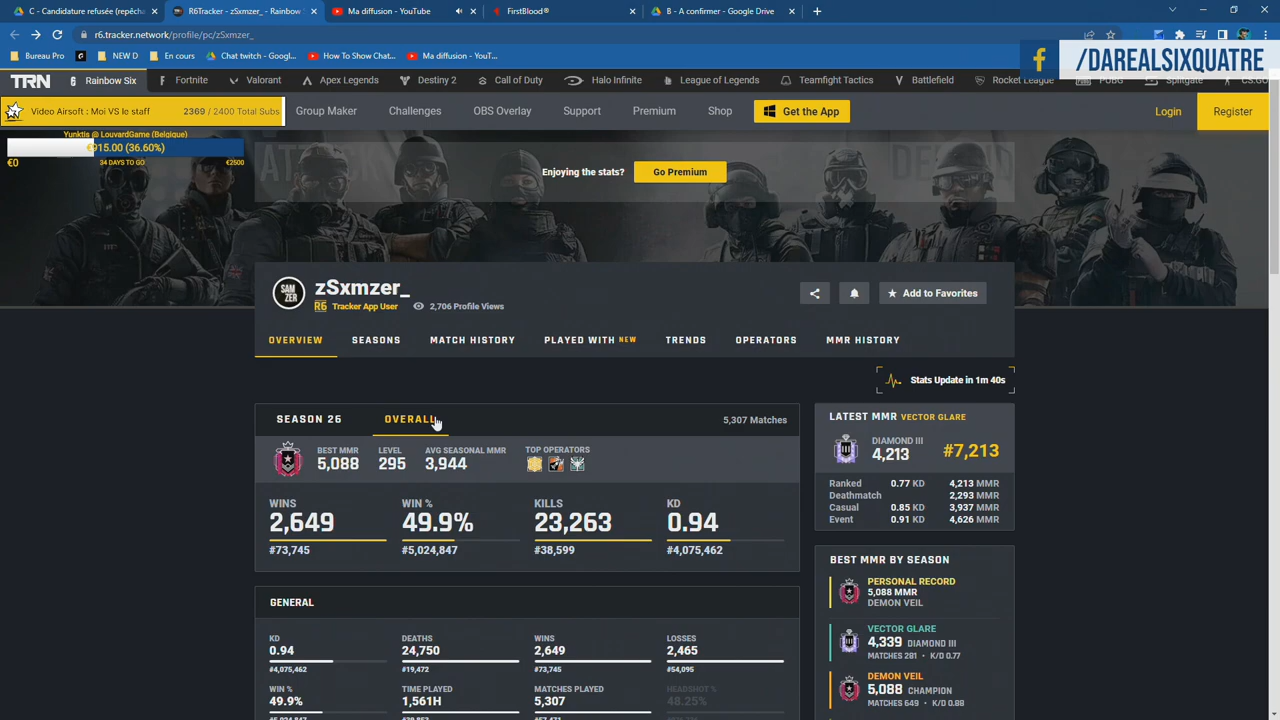 C - Candidature refusée (repêcha
R6Tracker - zSxmzer_ - Rainbow
Ma diffusion - YouTube
FirstBlood®
B - A confirmer - Google Drive
r6.tracker.network/profile/pc/zSxmzer_
Bureau Pro
NEW D
En cours
Chat twitch - Googl...
How To Show Chat...
Ma diffusion - YouT...
/DAREALSIXQUATRE
TRN
Rainbow Six
Fortnite
Valorant
Apex Legends
Destiny 2
Call of Duty
Halo Infinite
League of Legends
Teamfight Tactics
Battlefield
Rocket League
PUBG
Splitgate
Video Airsoft : Moi VS le staff
2369 / 2400 Total Subs
Group Maker
Challenges
OBS Overlay
Support
Premium
Shop
Get the App
Login
Register
Yunktis @ LouvardGame (Belgique)
€915.00 (36.60%)
€0
34 DAYS TO GO
€2500
Enjoying the stats?
Go Premium
zSxmzer_
SAM
ZER
R6 Tracker App User
2,706 Profile Views
Add to Favorites
OVERVIEW
SEASONS
MATCH HISTORY
PLAYED WITH NEW
TRENDS
OPERATORS
MMR HISTORY
Stats Update in 1m 40s
SEASON 26
OVERALL
5,307 Matches
BEST MMR
5,088
LEVEL
295
AVG SEASONAL MMR
3,944
TOP OPERATORS
WINS
2,649
#73,745
WIN %
49.9%
#5,024,847
KILLS
23,263
#38,599
KD
0.94
#4,075,462
GENERAL
KD
0.94
#4,075,462
DEATHS
24,750
#19,472
WINS
2,649
#73,745
LOSSES
2,465
#54,095
WIN %
49.9%
TIME PLAYED
1,561H
MATCHES PLAYED
5,307
HEADSHOT %
48.25%
LATEST MMR VECTOR GLARE
DIAMOND III
4,213
#7,213
Ranked 0.77 KD 4,213 MMR
Deathmatch 2,293 MMR
Casual 0.85 KD 3,937 MMR
Event 0.91 KD 4,626 MMR
BEST MMR BY SEASON
PERSONAL RECORD
5,088 MMR
DEMON VEIL
VECTOR GLARE
4,339 DIAMOND III
MATCHES 281 • K/D 0.77
DEMON VEIL
5,088 CHAMPION
MATCHES 649 • K/D 0.88